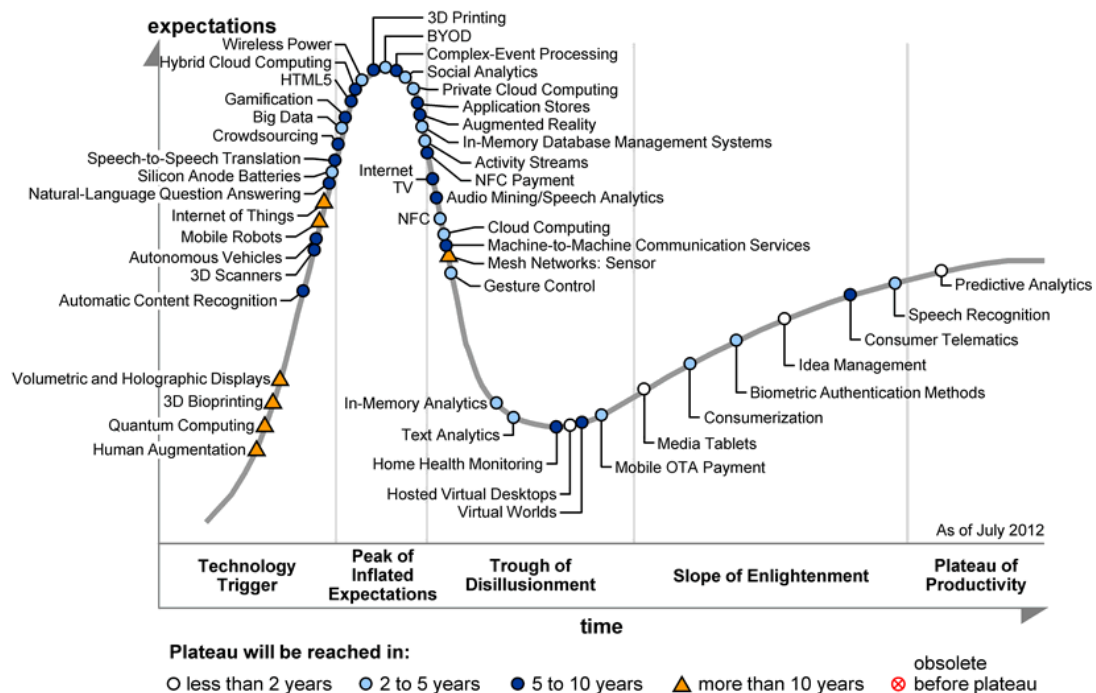 expectations
3D Printing
BYOD
Wireless Power
Complex-Event Processing
Hybrid Cloud Computing
Social Analytics
HTML5
Private Cloud Computing
Gamification
Application Stores
Big Data
Augmented Reality
Crowdsourcing
In-Memory Database Management Systems
Speech-to-Speech Translation
Activity Streams
Silicon Anode Batteries
Internet
TV
NFC Payment
Natural-Language Question Answering
Audio Mining/Speech Analytics
Internet of Things
NFC
Cloud Computing
Mobile Robots
Machine-to-Machine Communication Services
Autonomous Vehicles
Mesh Networks: Sensor
3D Scanners
Gesture Control
Automatic Content Recognition
Predictive Analytics
Speech Recognition
Consumer Telematics
Idea Management
Volumetric and Holographic Displays
Biometric Authentication Methods
3D Bioprinting
In-Memory Analytics
Consumerization
Quantum Computing
Text Analytics
Media Tablets
Human Augmentation
Home Health Monitoring
Mobile OTA Payment
Hosted Virtual Desktops
Virtual Worlds
As of July 2012
Technology
Trigger
Peak of
Inflated
Expectations
Trough of
Disillusionment
Slope of Enlightenment
Plateau of
Productivity
time
Plateau will be reached in:
less than 2 years
2 to 5 years
5 to 10 years
more than 10 years
obsolete
before plateau